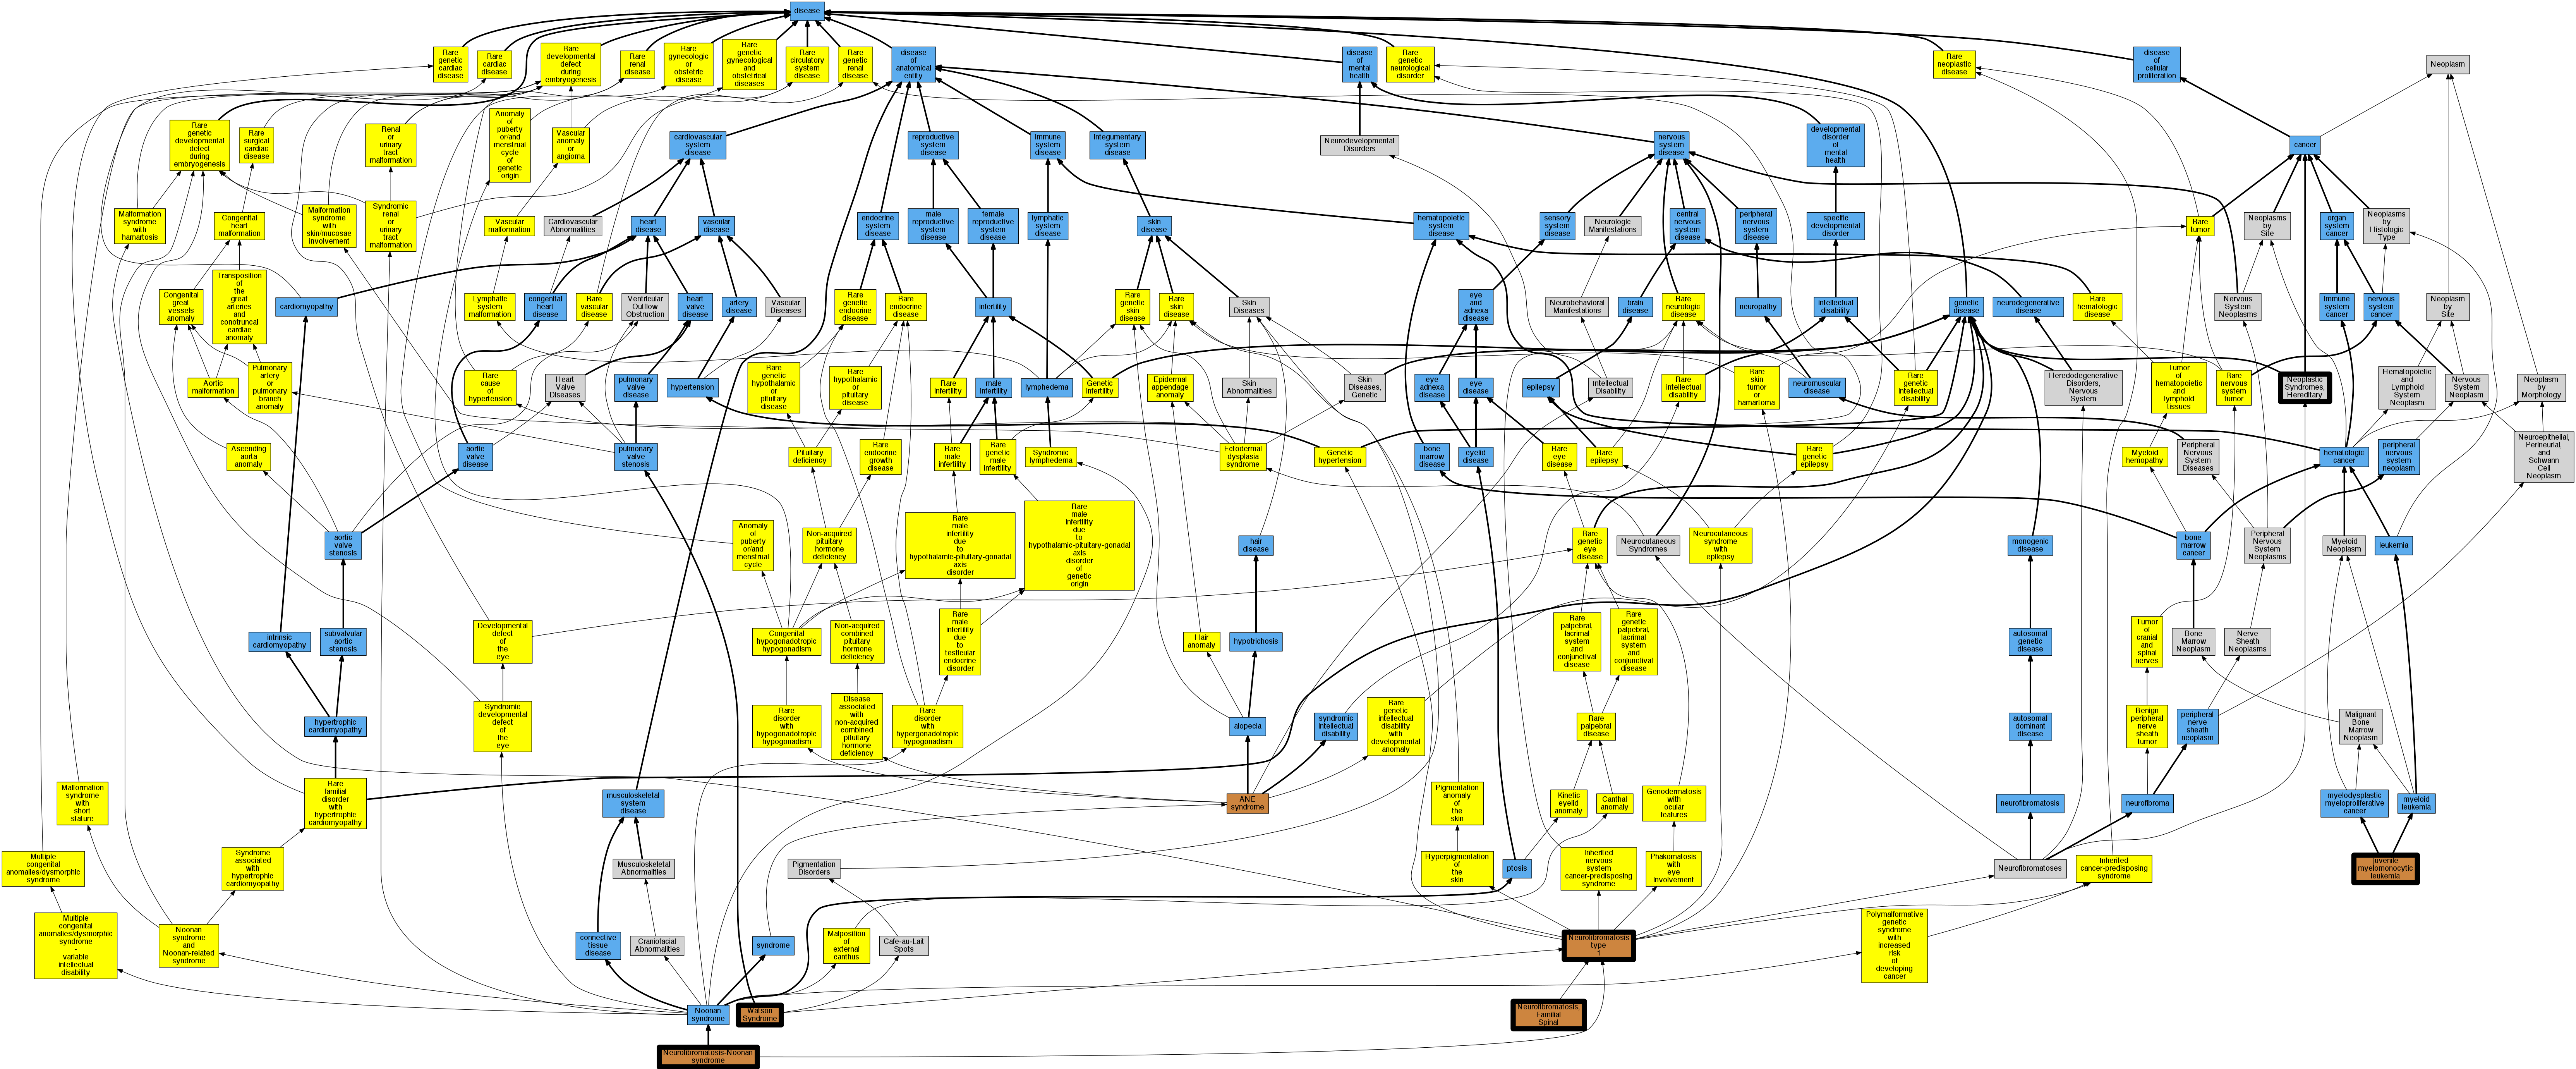 disease
Rare
genetic
cardiac
disease
Rare
cardiac
disease
Rare
developmental
defect
during
embryogenesis
Rare
renal
disease
Rare
gynecologic
or
obstetric
disease
Rare
genetic
gynecological
and
obstetrical
diseases
Rare
circulatory
system
disease
Rare
genetic
renal
disease
disease
of
anatomical
entity
disease
of
mental
health
Rare
genetic
neurological
disorder
Rare
neoplastic
disease
disease
of
cellular
proliferation
Neoplasm
Rare
genetic
developmental
defect
during
embryogenesis
Rare
surgical
cardiac
disease
Renal
or
urinary
tract
malformation
Anomaly
of
puberty
or/and
menstrual
cycle
of
genetic
origin
Vascular
anomaly
or
angioma
cardiovascular
system
disease
reproductive
system
disease
immune
system
disease
integumentary
system
disease
Neurodevelopmental
Disorders
nervous
system
disease
developmental
disorder
of
mental
health
cancer
Malformation
syndrome
with
hamartosis
Congenital
heart
malformation
Malformation
syndrome
with
skin/mucosae
involvement
Syndromic
renal
or
urinary
tract
malformation
Vascular
malformation
Cardiovascular
Abnormalities
heart
disease
vascular
disease
endocrine
system
disease
male
reproductive
system
disease
female
reproductive
system
disease
lymphatic
system
disease
skin
disease
hematopoietic
system
disease
sensory
system
disease
Neurologic
Manifestations
central
nervous
system
disease
peripheral
nervous
system
disease
specific
developmental
disorder
Rare
tumor
Neoplasms
by
Site
organ
system
cancer
Neoplasms
by
Histologic
Type
Congenital
great
vessels
anomaly
Transposition
of
the
great
arteries
and
conotruncal
cardiac
anomaly
cardiomyopathy
Lymphatic
system
malformation
congenital
heart
disease
Rare
vascular
disease
Ventricular
Outflow
Obstruction
heart
valve
disease
artery
disease
Vascular
Diseases
Rare
genetic
endocrine
disease
Rare
endocrine
disease
infertility
Rare
genetic
skin
disease
Rare
skin
disease
Skin
Diseases
eye
and
adnexa
disease
Neurobehavioral
Manifestations
brain
disease
Rare
neurologic
disease
neuropathy
intellectual
disability
genetic
disease
neurodegenerative
disease
Rare
hematologic
disease
Nervous
System
Neoplasms
immune
system
cancer
nervous
system
cancer
Neoplasm
by
Site
Aortic
malformation
Pulmonary
artery
or
pulmonary
branch
anomaly
Rare
cause
of
hypertension
Heart
Valve
Diseases
pulmonary
valve
disease
hypertension
Rare
genetic
hypothalamic
or
pituitary
disease
Rare
hypothalamic
or
pituitary
disease
Rare
infertility
male
infertility
lymphedema
Genetic
infertility
Epidermal
appendage
anomaly
Skin
Abnormalities
Skin
Diseases,
Genetic
eye
adnexa
disease
eye
disease
epilepsy
Intellectual
Disability
Rare
intellectual
disability
Rare
skin
tumor
or
hamartoma
neuromuscular
disease
Rare
genetic
intellectual
disability
Heredodegenerative
Disorders,
Nervous
System
Tumor
of
hematopoietic
and
lymphoid
tissues
Rare
nervous
system
tumor
Neoplastic
Syndromes,
Hereditary
Hematopoietic
and
Lymphoid
System
Neoplasm
Nervous
System
Neoplasm
Neoplasm
by
Morphology
Ascending
aorta
anomaly
aortic
valve
disease
pulmonary
valve
stenosis
Pituitary
deficiency
Rare
endocrine
growth
disease
Rare
male
infertility
Rare
genetic
male
infertility
Syndromic
lymphedema
Ectodermal
dysplasia
syndrome
Genetic
hypertension
bone
marrow
disease
eyelid
disease
Rare
eye
disease
Rare
epilepsy
Rare
genetic
epilepsy
Myeloid
hemopathy
Peripheral
Nervous
System
Diseases
hematologic
cancer
peripheral
nervous
system
neoplasm
Neuroepithelial,
Perineurial,
and
Schwann
Cell
Neoplasm
aortic
valve
stenosis
Anomaly
of
puberty
or/and
menstrual
cycle
Non-acquired
pituitary
hormone
deficiency
Rare
male
infertility
due
to
hypothalamic-pituitary-gonadal
axis
disorder
Rare
male
infertility
due
to
hypothalamic-pituitary-gonadal
axis
disorder
of
genetic
origin
hair
disease
Rare
genetic
eye
disease
Neurocutaneous
Syndromes
Neurocutaneous
syndrome
with
epilepsy
monogenic
disease
bone
marrow
cancer
Peripheral
Nervous
System
Neoplasms
Myeloid
Neoplasm
leukemia
intrinsic
cardiomyopathy
subvalvular
aortic
stenosis
Developmental
defect
of
the
eye
Congenital
hypogonadotropic
hypogonadism
Non-acquired
combined
pituitary
hormone
deficiency
Rare
male
infertility
due
to
testicular
endocrine
disorder
Hair
anomaly
hypotrichosis
Rare
palpebral,
lacrimal
system
and
conjunctival
disease
Rare
genetic
palpebral,
lacrimal
system
and
conjunctival
disease
autosomal
genetic
disease
Tumor
of
cranial
and
spinal
nerves
Bone
Marrow
Neoplasm
Nerve
Sheath
Neoplasms
hypertrophic
cardiomyopathy
Syndromic
developmental
defect
of
the
eye
Rare
disorder
with
hypogonadotropic
hypogonadism
Disease
associated
with
non-acquired
combined
pituitary
hormone
deficiency
Rare
disorder
with
hypergonadotropic
hypogonadism
alopecia
syndromic
intellectual
disability
Rare
genetic
intellectual
disability
with
developmental
anomaly
Rare
palpebral
disease
autosomal
dominant
disease
Benign
peripheral
nerve
sheath
tumor
peripheral
nerve
sheath
neoplasm
Malignant
Bone
Marrow
Neoplasm
Malformation
syndrome
with
short
stature
Rare
familial
disorder
with
hypertrophic
cardiomyopathy
musculoskeletal
system
disease
ANE
syndrome
Pigmentation
anomaly
of
the
skin
Kinetic
eyelid
anomaly
Canthal
anomaly
Genodermatosis
with
ocular
features
neurofibromatosis
neurofibroma
myelodysplastic
myeloproliferative
cancer
myeloid
leukemia
Multiple
congenital
anomalies/dysmorphic
syndrome
Syndrome
associated
with
hypertrophic
cardiomyopathy
Musculoskeletal
Abnormalities
Pigmentation
Disorders
Hyperpigmentation
of
the
skin
ptosis
Inherited
nervous
system
cancer-predisposing
syndrome
Phakomatosis
with
eye
involvement
Neurofibromatoses
Inherited
cancer-predisposing
syndrome
juvenile
myelomonocytic
leukemia
Multiple
congenital
anomalies/dysmorphic
syndrome
-
variable
intellectual
disability
Noonan
syndrome
and
Noonan-related
syndrome
connective
tissue
disease
Craniofacial
Abnormalities
syndrome
Malposition
of
external
canthus
Cafe-au-Lait
Spots
Neurofibromatosis
type
1
Polymalformative
genetic
syndrome
with
increased
risk
of
developing
cancer
Noonan
syndrome
Watson
Syndrome
Neurofibromatosis,
Familial
Spinal
Neurofibromatosis-Noonan
syndrome